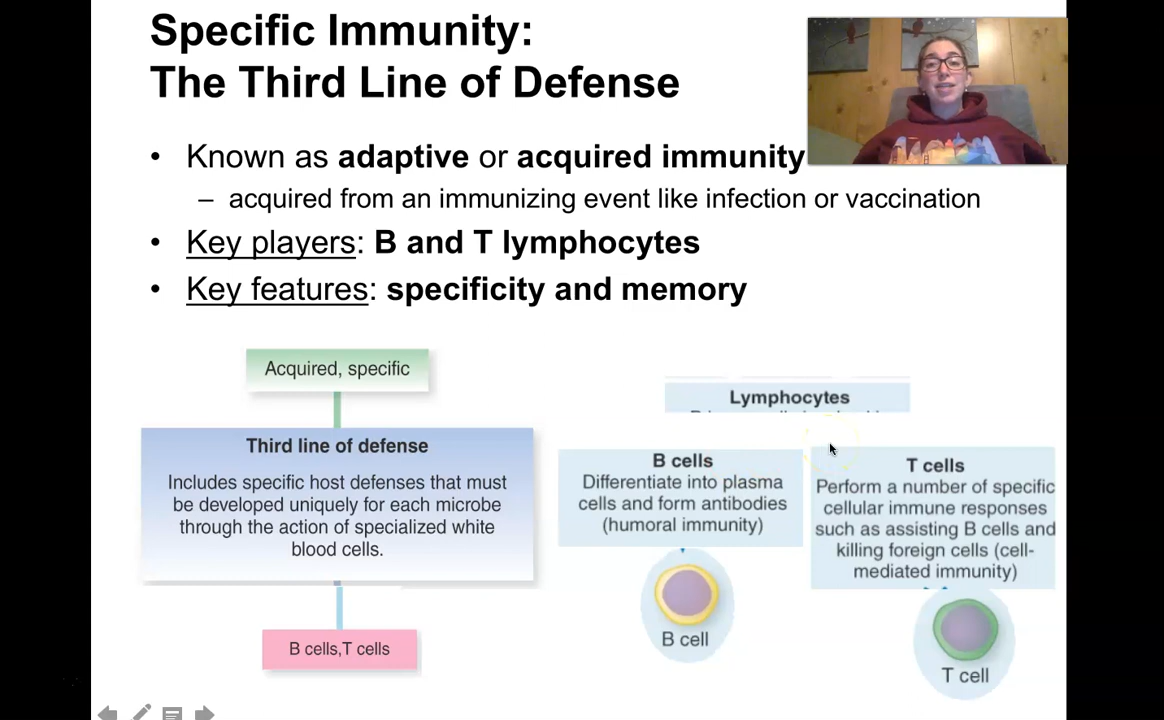 Specific Immunity:
The Third Line of Defense
• Known as adaptive or acquired immunity
– acquired from an immunizing event like infection or vaccination
• Key players: B and T lymphocytes
• Key features: specificity and memory
Acquired, specific
Third line of defense
Includes specific host defenses that must
be developed uniquely for each microbe
through the action of specialized white
blood cells.
B cells,T cells
Lymphocytes
B cells
Differentiate into plasma
cells and form antibodies
(humoral immunity)
B cell
T cells
Perform a number of specific
cellular immune responses
such as assisting B cells and
killing foreign cells (cell-
mediated immunity)
T cell